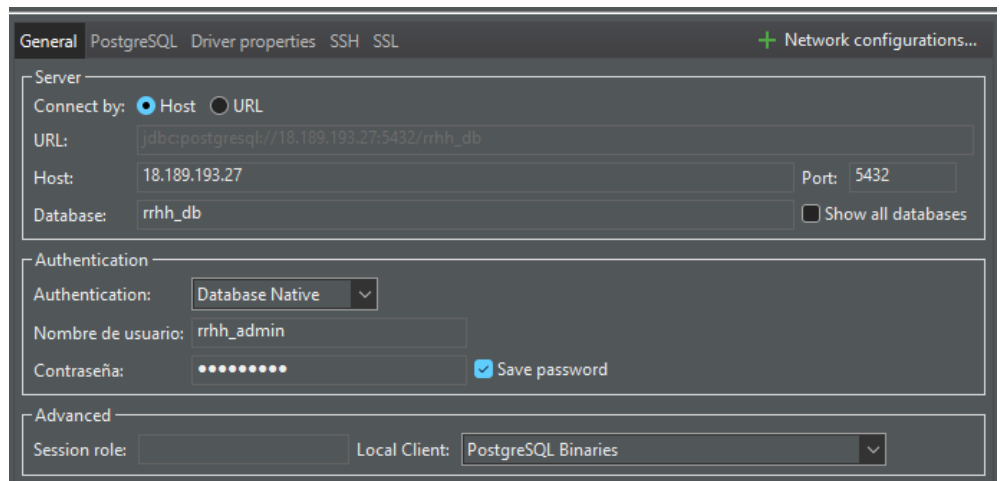 General PostgreSQL Driver properties SSH SSL + Network configurations...
Server
Connect by: Host URL
URL: jdbc:postgresql://18.189.193.27:5432/rrhh_db
Host: 18.189.193.27 Port: 5432
Database: rrhh_db Show all databases
Authentication
Authentication: Database Native
Nombre de usuario: rrhh_admin
Contraseña: ••••••••• Save password
Advanced
Session role: Local Client: PostgreSQL Binaries